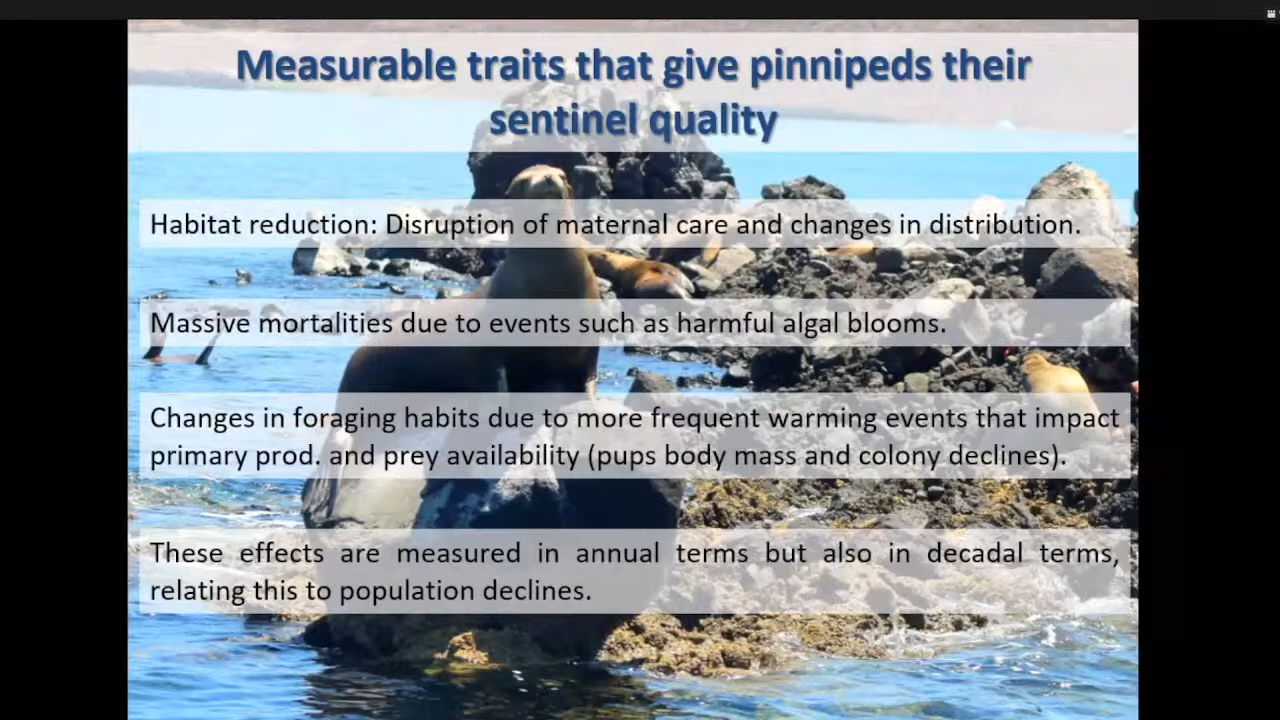 Measurable traits that give pinnipeds their
sentinel quality
Habitat reduction: Disruption of maternal care and changes in distribution.
Massive mortalities due to events such as harmful algal blooms.
Changes in foraging habits due to more frequent warming events that impact
primary prod. and prey availability (pups body mass and colony declines).
These effects are measured in annual terms but also in decadal terms,
relating this to population declines.